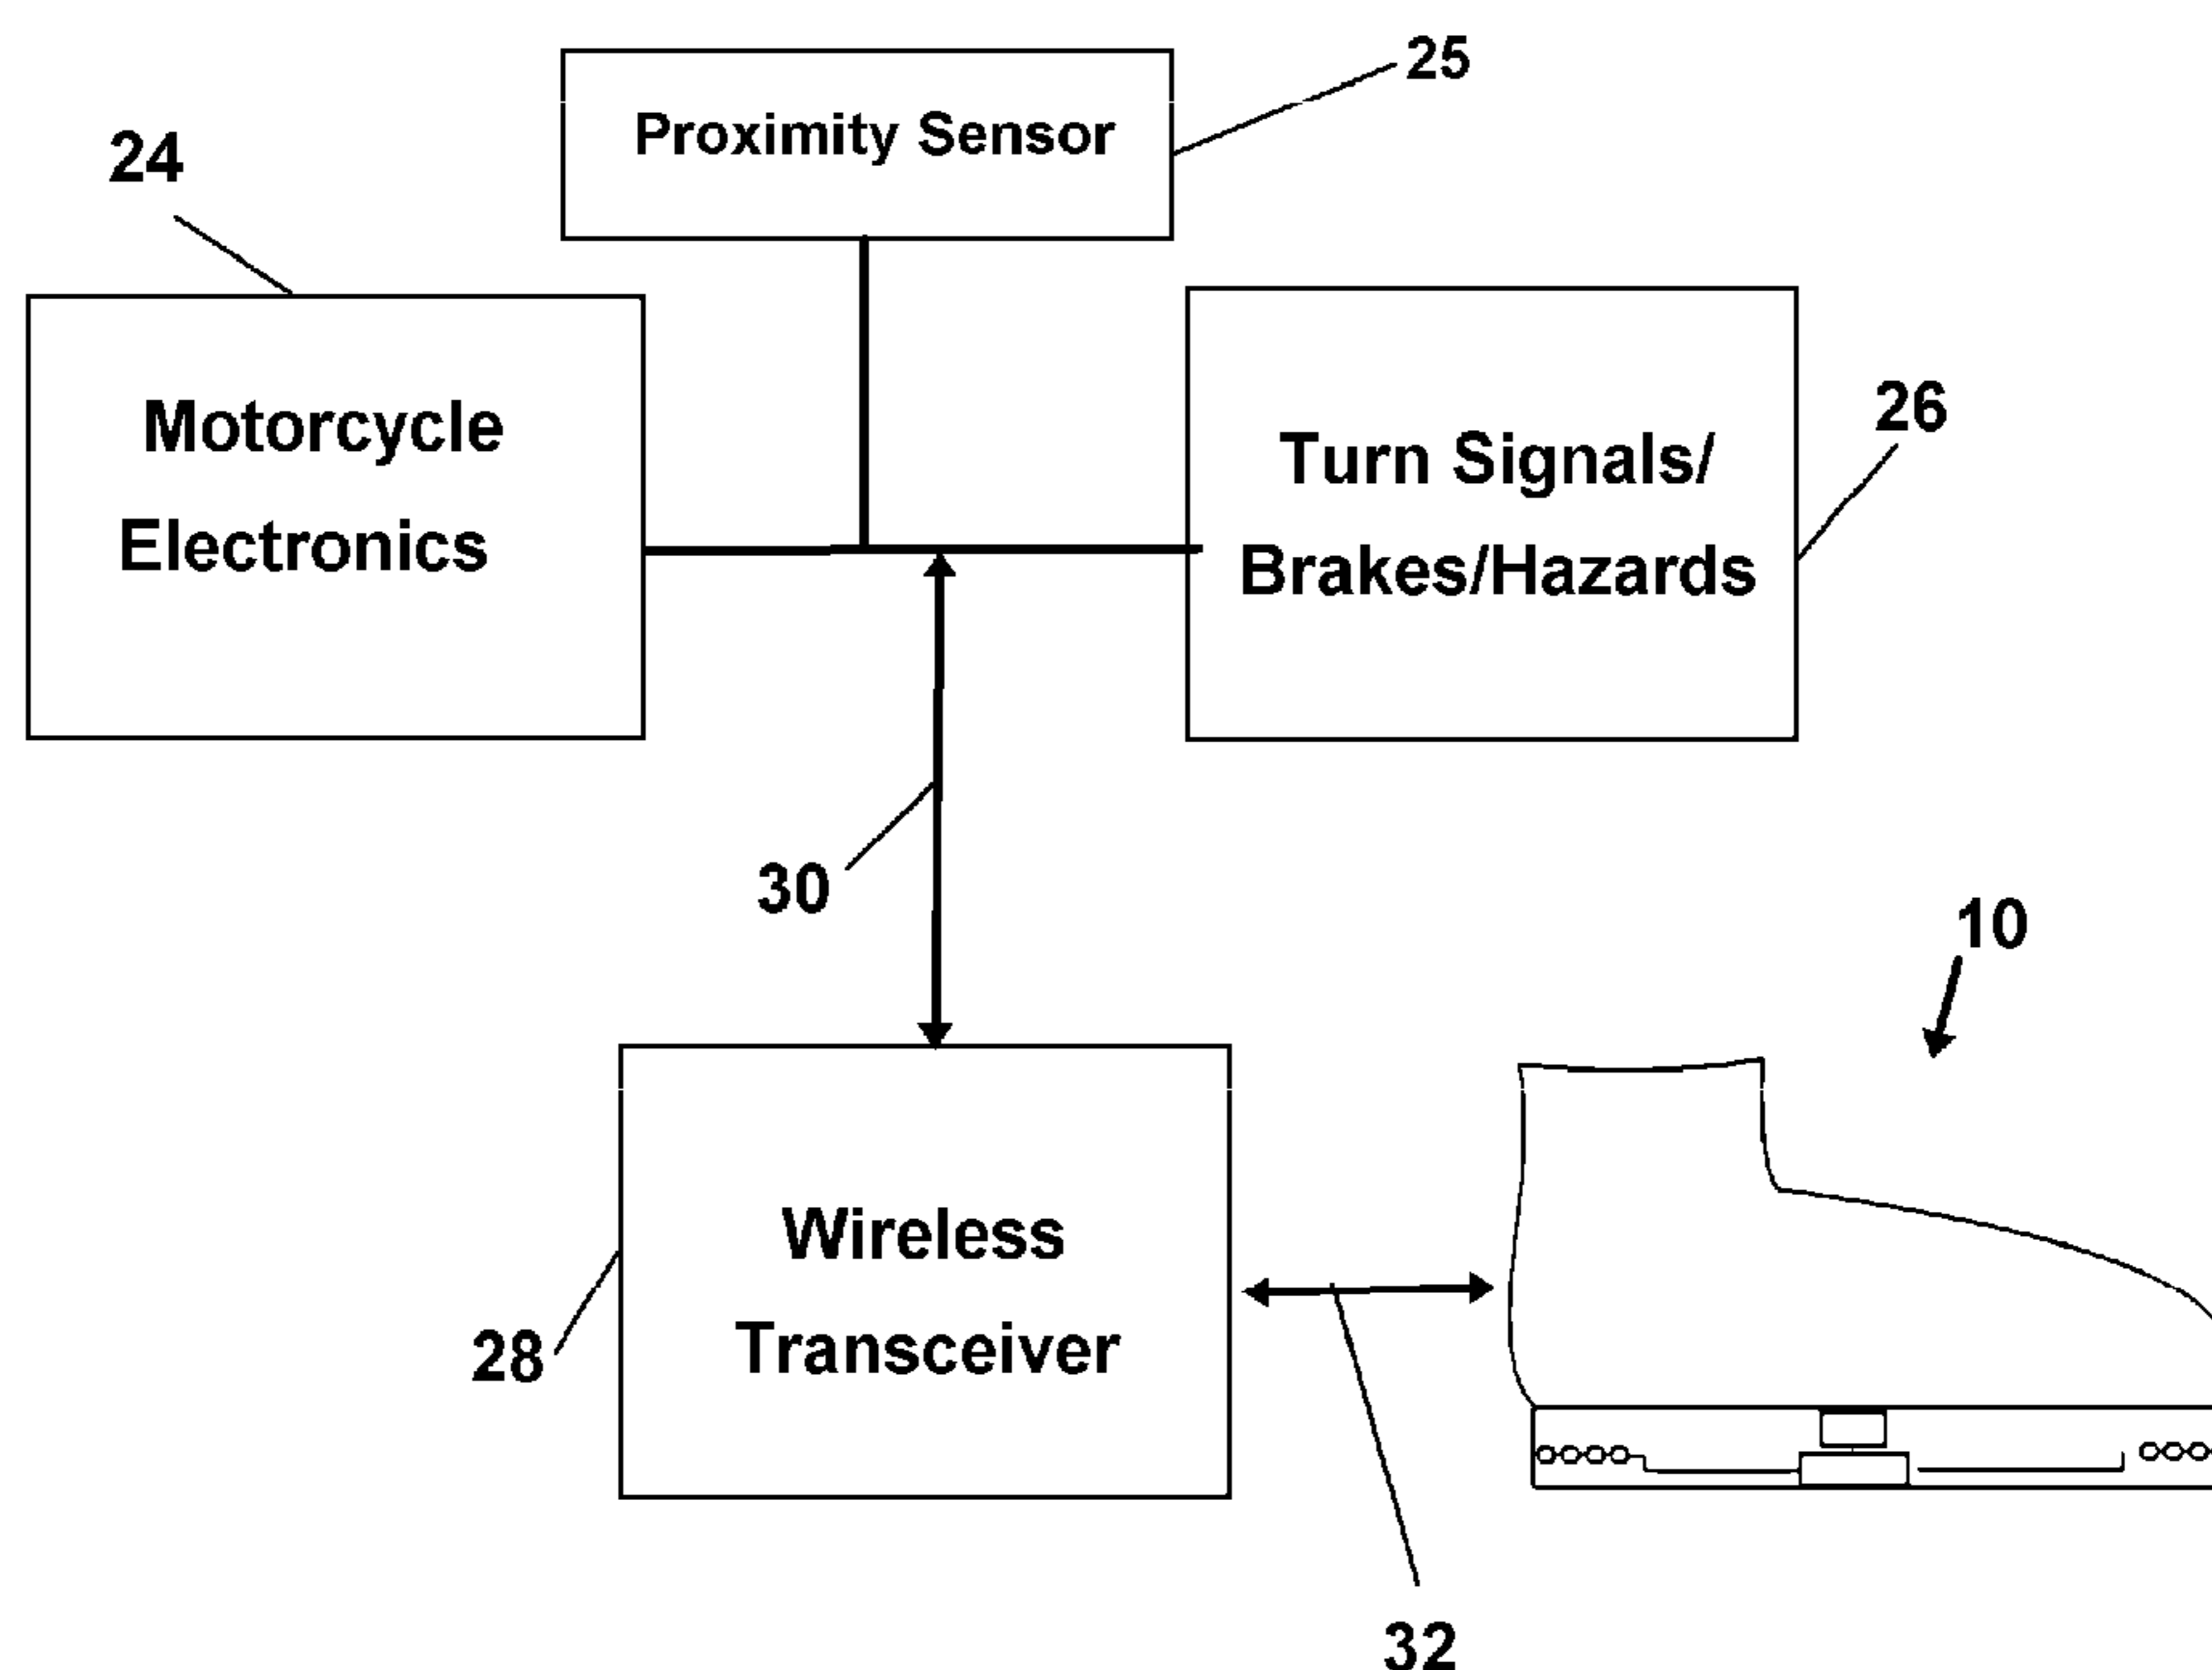 25
Proximity Sensor
24
Motorcycle
Electronics
26
Turn Signals/
Brakes/Hazards
30
10
Wireless
Transceiver
28
32